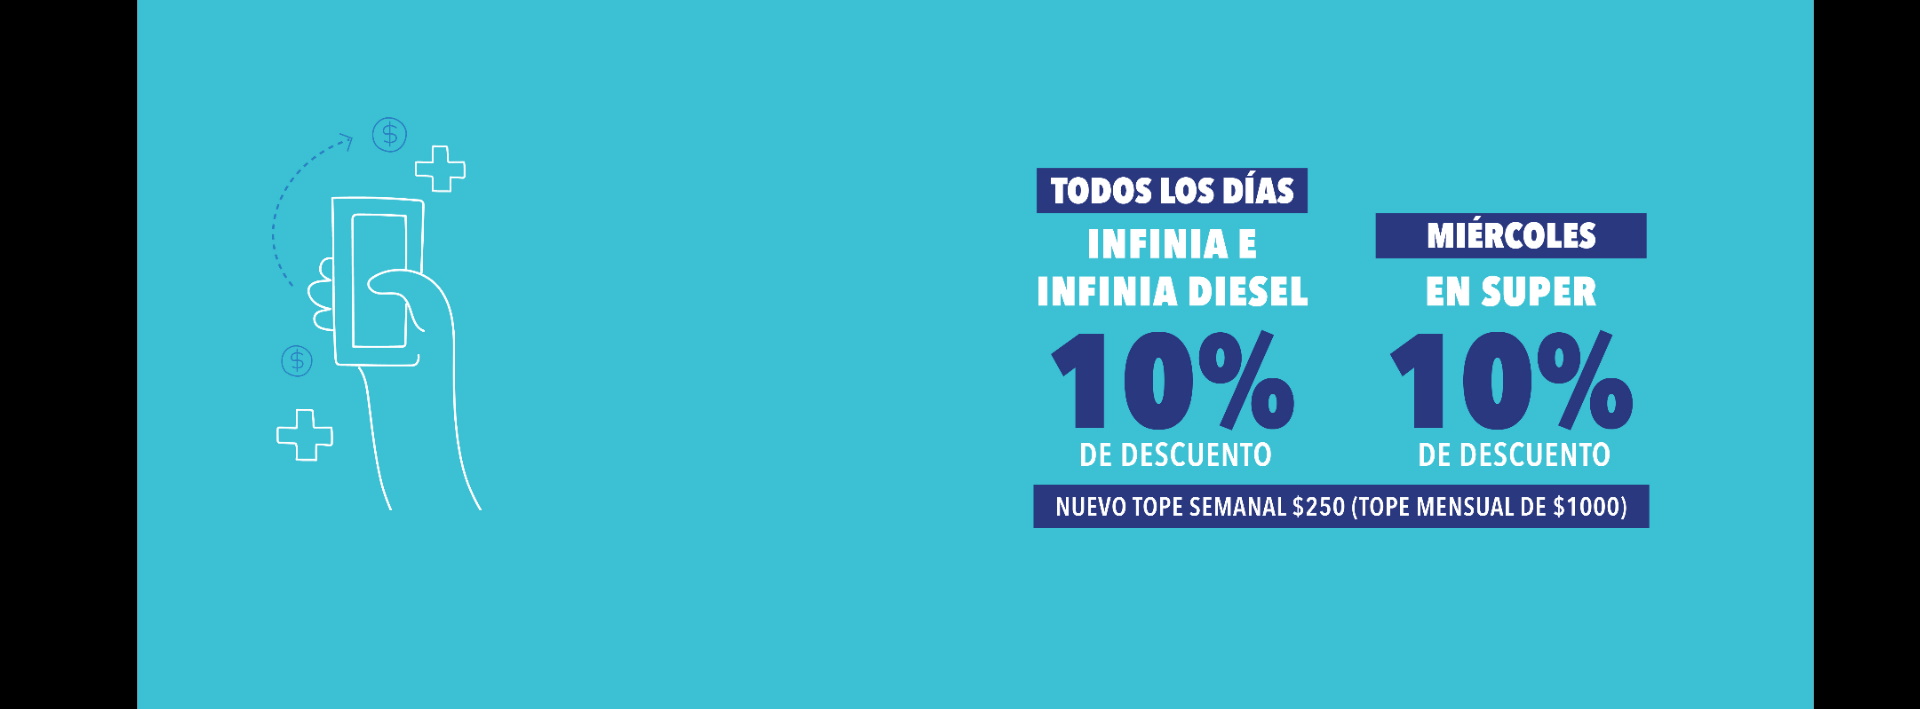 TODOS LOS DÍAS
INFINIA E
INFINIA DIESEL
10%
DE DESCUENTO
MIÉRCOLES
EN SUPER
10%
DE DESCUENTO
NUEVO TOPE SEMANAL $250 (TOPE MENSUAL DE $1000)
$
$